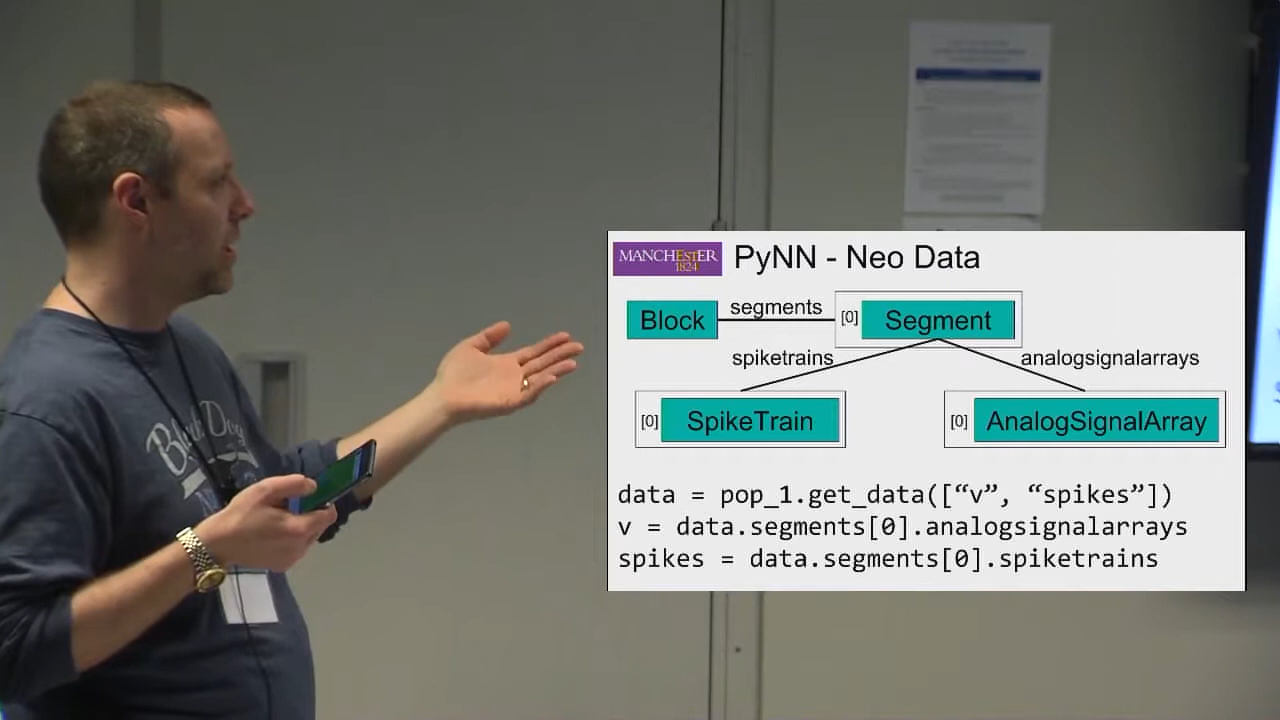 MANCHESTER
1824
PyNN - Neo Data
Block
segments
[0]
Segment
spiketrains
analogsignalarrays
[0]
SpikeTrain
[0]
AnalogSignalArray
data = pop_1.get_data([“v”, “spikes”])
v = data.segments[0].analogsignalarrays
spikes = data.segments[0].spiketrains